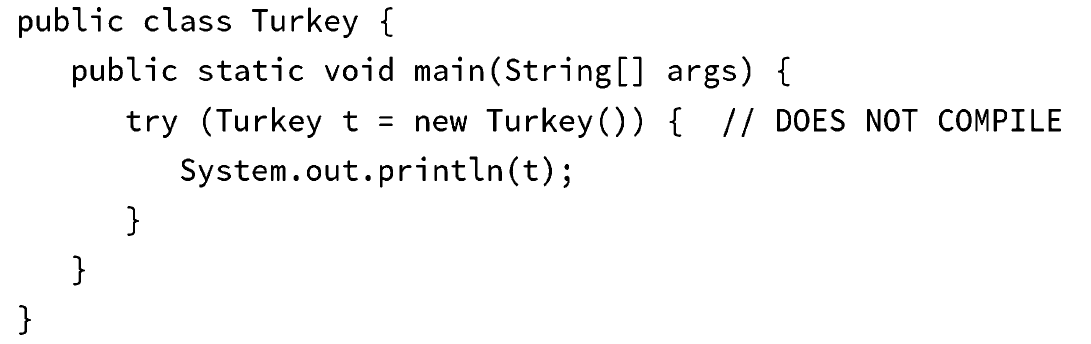 public class Turkey {
   public static void main(String[] args) {
      try (Turkey t = new Turkey()) {  // DOES NOT COMPILE
         System.out.println(t);
      }
   }
}